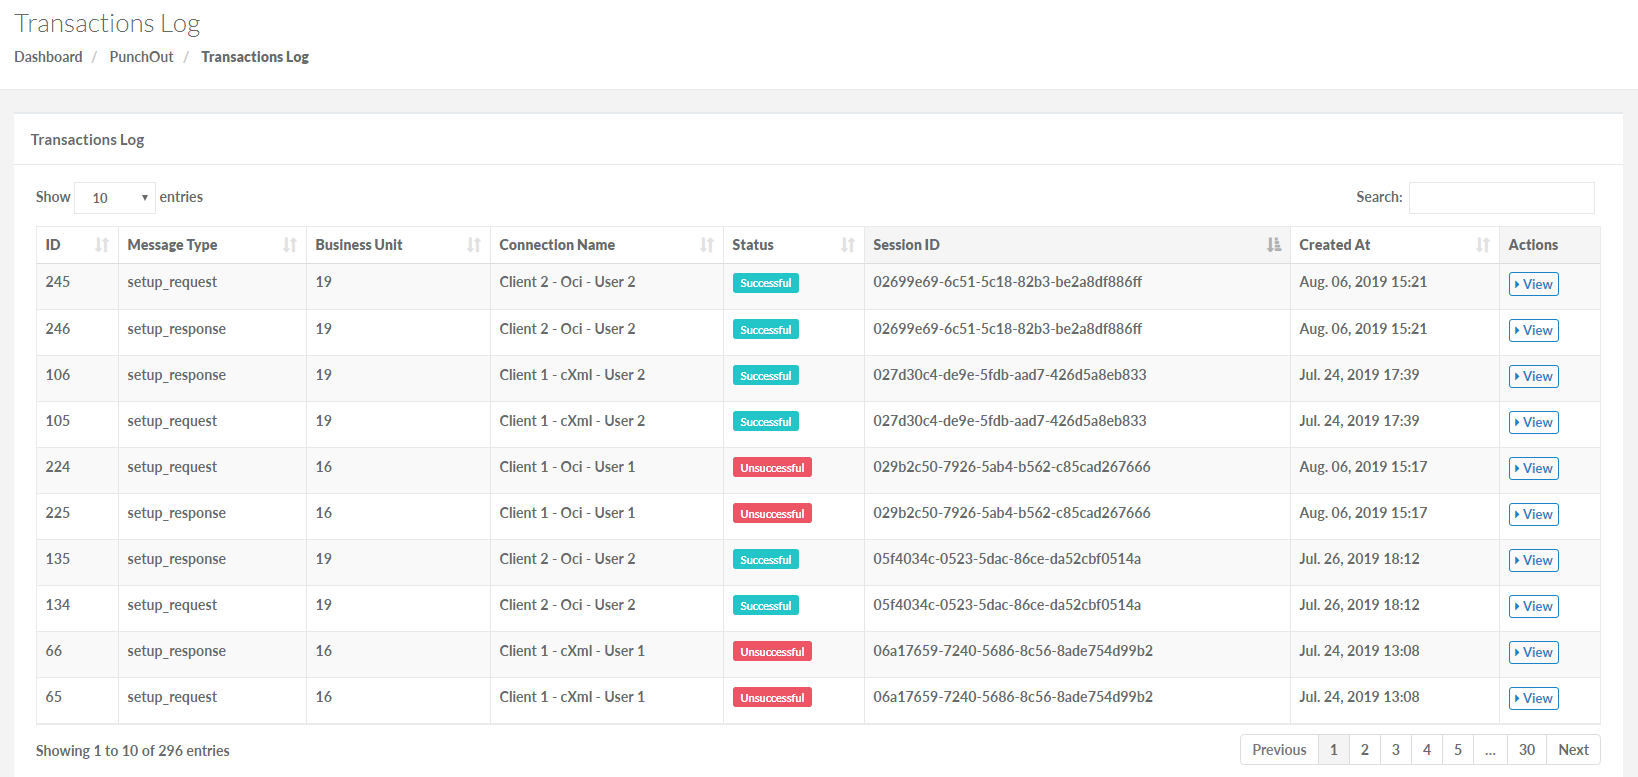 Transactions Log
Dashboard / PunchOut / Transactions Log
Transactions Log
Show 10 entries Search:
ID Message Type Business Unit Connection Name Status Session ID Created At Actions
245 setup_request 19 Client 2 - Oci - User 2 Successful 02699e69-6c51-5c18-82b3-be2a8df886ff Aug. 06, 2019 15:21 View
246 setup_response 19 Client 2 - Oci - User 2 Successful 02699e69-6c51-5c18-82b3-be2a8df886ff Aug. 06, 2019 15:21 View
106 setup_response 19 Client 1 - cXml - User 2 Successful 027d30c4-de9e-5fdb-aad7-426d5a8eb833 Jul. 24, 2019 17:39 View
105 setup_request 19 Client 1 - cXml - User 2 Successful 027d30c4-de9e-5fdb-aad7-426d5a8eb833 Jul. 24, 2019 17:39 View
224 setup_request 16 Client 1 - Oci - User 1 Unsuccessful 029b2c50-7926-5ab4-b562-c85cad267666 Aug. 06, 2019 15:17 View
225 setup_response 16 Client 1 - Oci - User 1 Unsuccessful 029b2c50-7926-5ab4-b562-c85cad267666 Aug. 06, 2019 15:17 View
135 setup_response 19 Client 2 - Oci - User 2 Successful 05f4034c-0523-5dac-86ce-da52cbf0514a Jul. 26, 2019 18:12 View
134 setup_request 19 Client 2 - Oci - User 2 Successful 05f4034c-0523-5dac-86ce-da52cbf0514a Jul. 26, 2019 18:12 View
66 setup_response 16 Client 1 - cXml - User 1 Unsuccessful 06a17659-7240-5686-8c56-8ade754d99b2 Jul. 24, 2019 13:08 View
65 setup_request 16 Client 1 - cXml - User 1 Unsuccessful 06a17659-7240-5686-8c56-8ade754d99b2 Jul. 24, 2019 13:08 View
Showing 1 to 10 of 296 entries Previous 1 2 3 4 5 ... 30 Next